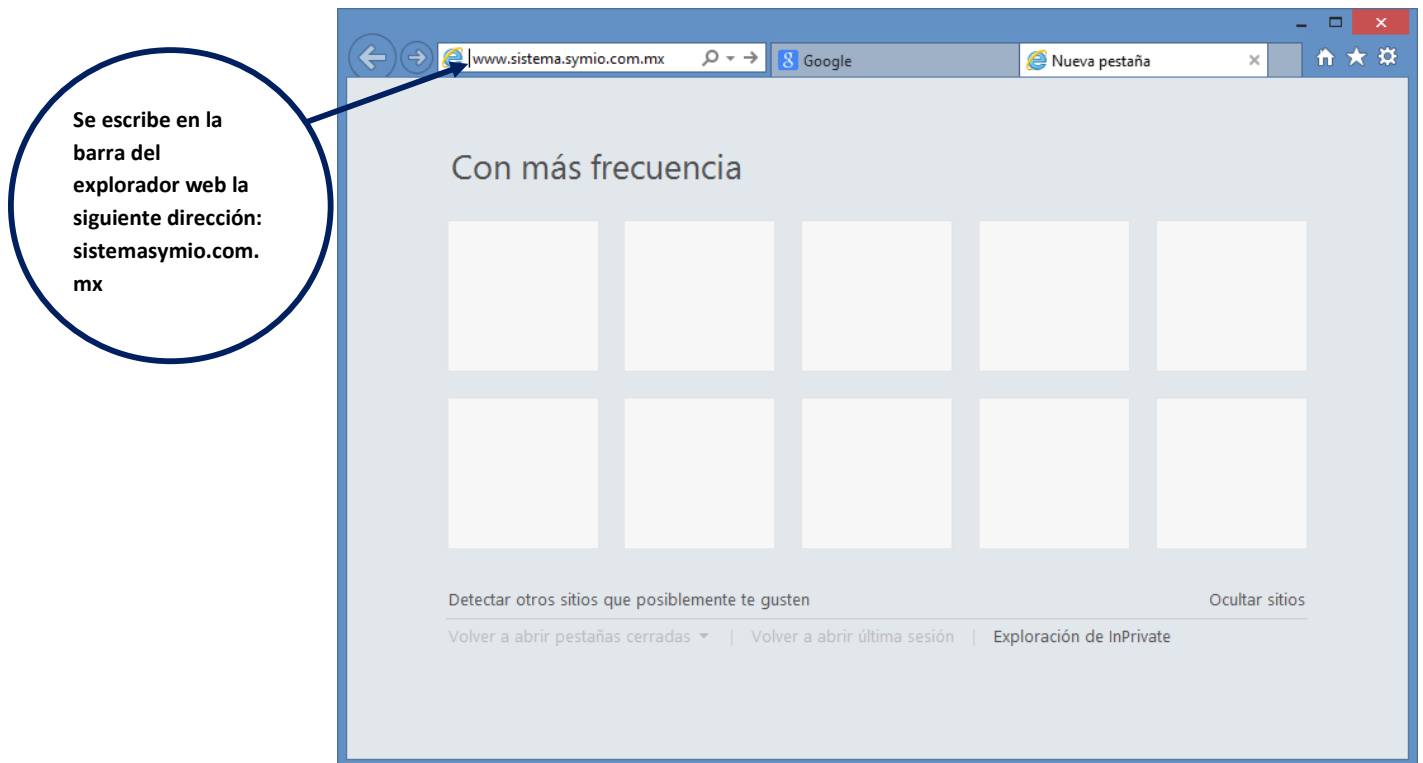 www.sistema.symio.com.mx
Google
Nueva pestaña
Se escribe en la
barra del
explorador web la
siguiente dirección:
sistemasymio.com.
mx
Con más frecuencia
Detectar otros sitios que posiblemente te gusten
Ocultar sitios
Volver a abrir pestañas cerradas | Volver a abrir última sesión | Exploración de InPrivate